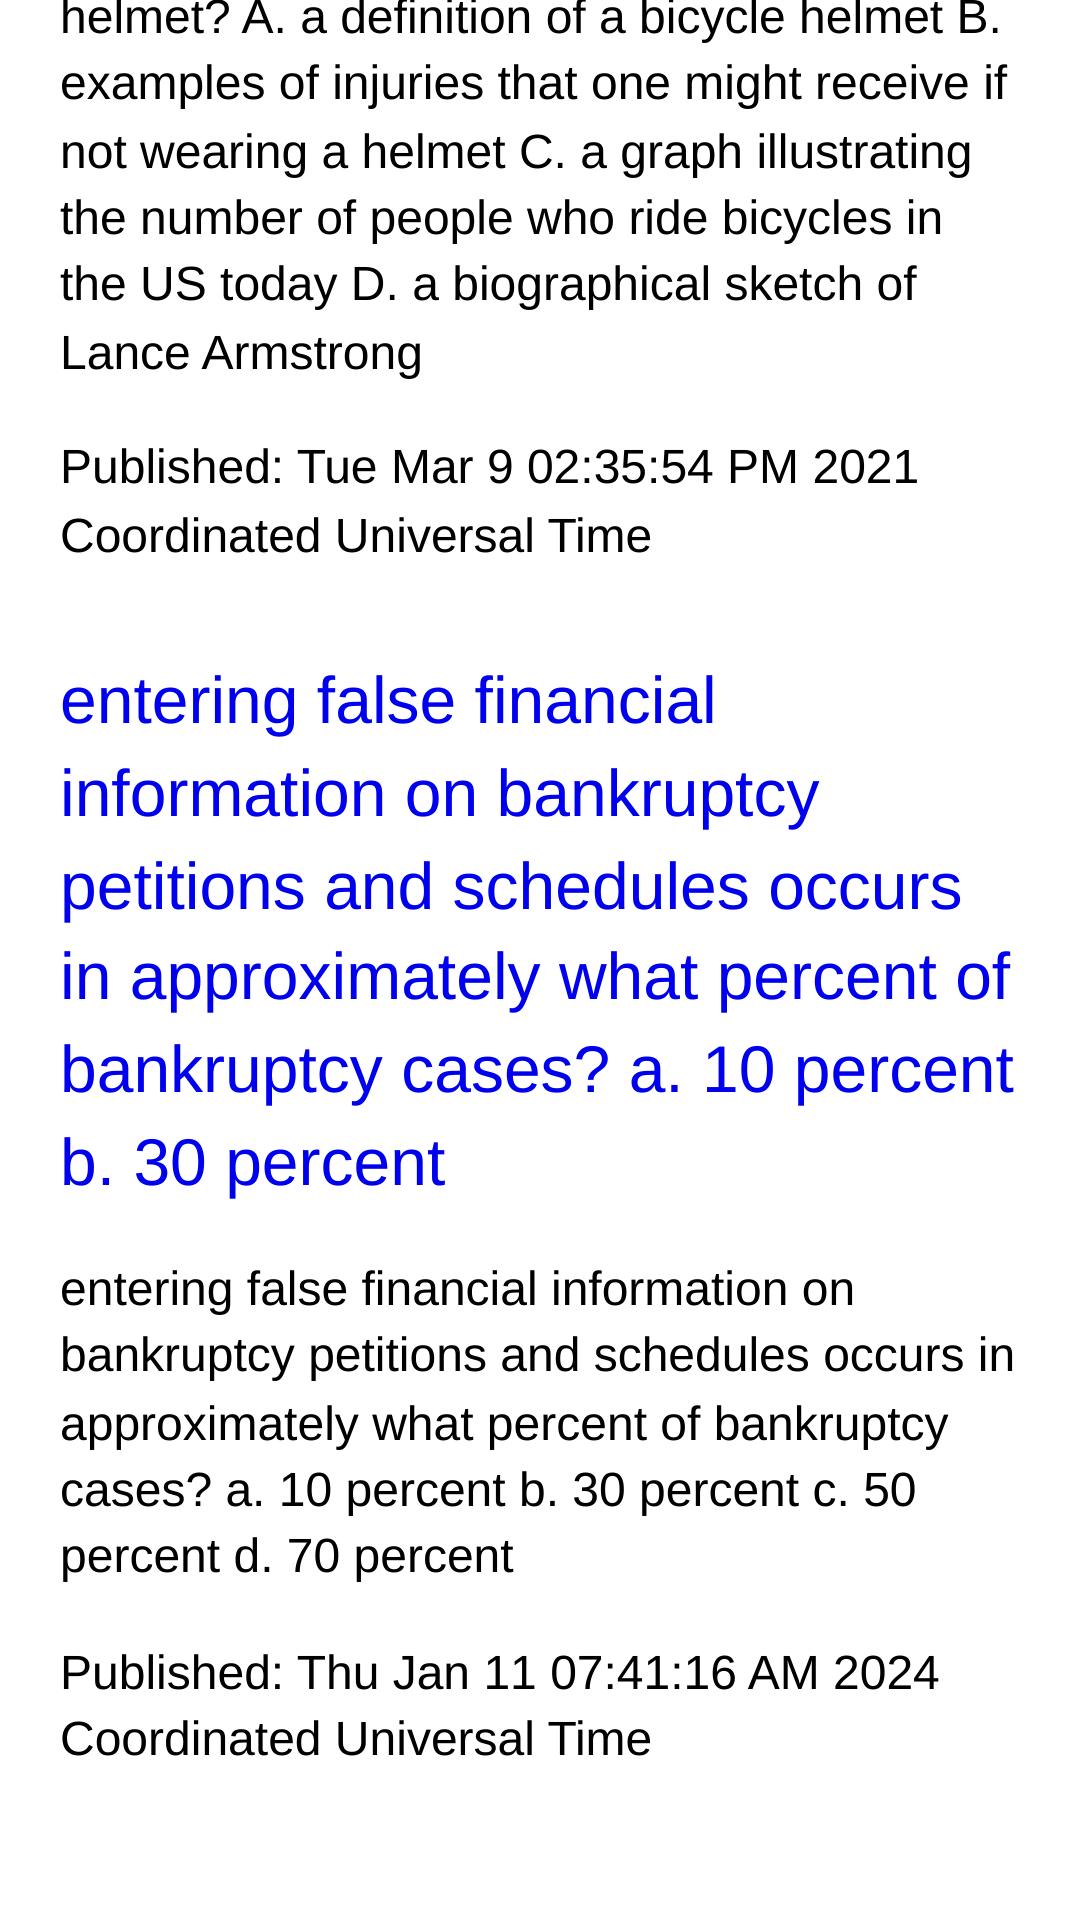 helmet? A. a definition of a bicycle helmet B.
examples of injuries that one might receive if
not wearing a helmet C. a graph illustrating
the number of people who ride bicycles in
the US today D. a biographical sketch of
Lance Armstrong
Published: Tue Mar 9 02:35:54 PM 2021
Coordinated Universal Time
entering false financial
information on bankruptcy
petitions and schedules occurs
in approximately what percent of
bankruptcy cases? a. 10 percent
b. 30 percent
entering false financial information on
bankruptcy petitions and schedules occurs in
approximately what percent of bankruptcy
cases? a. 10 percent b. 30 percent c. 50
percent d. 70 percent
Published: Thu Jan 11 07:41:16 AM 2024
Coordinated Universal Time